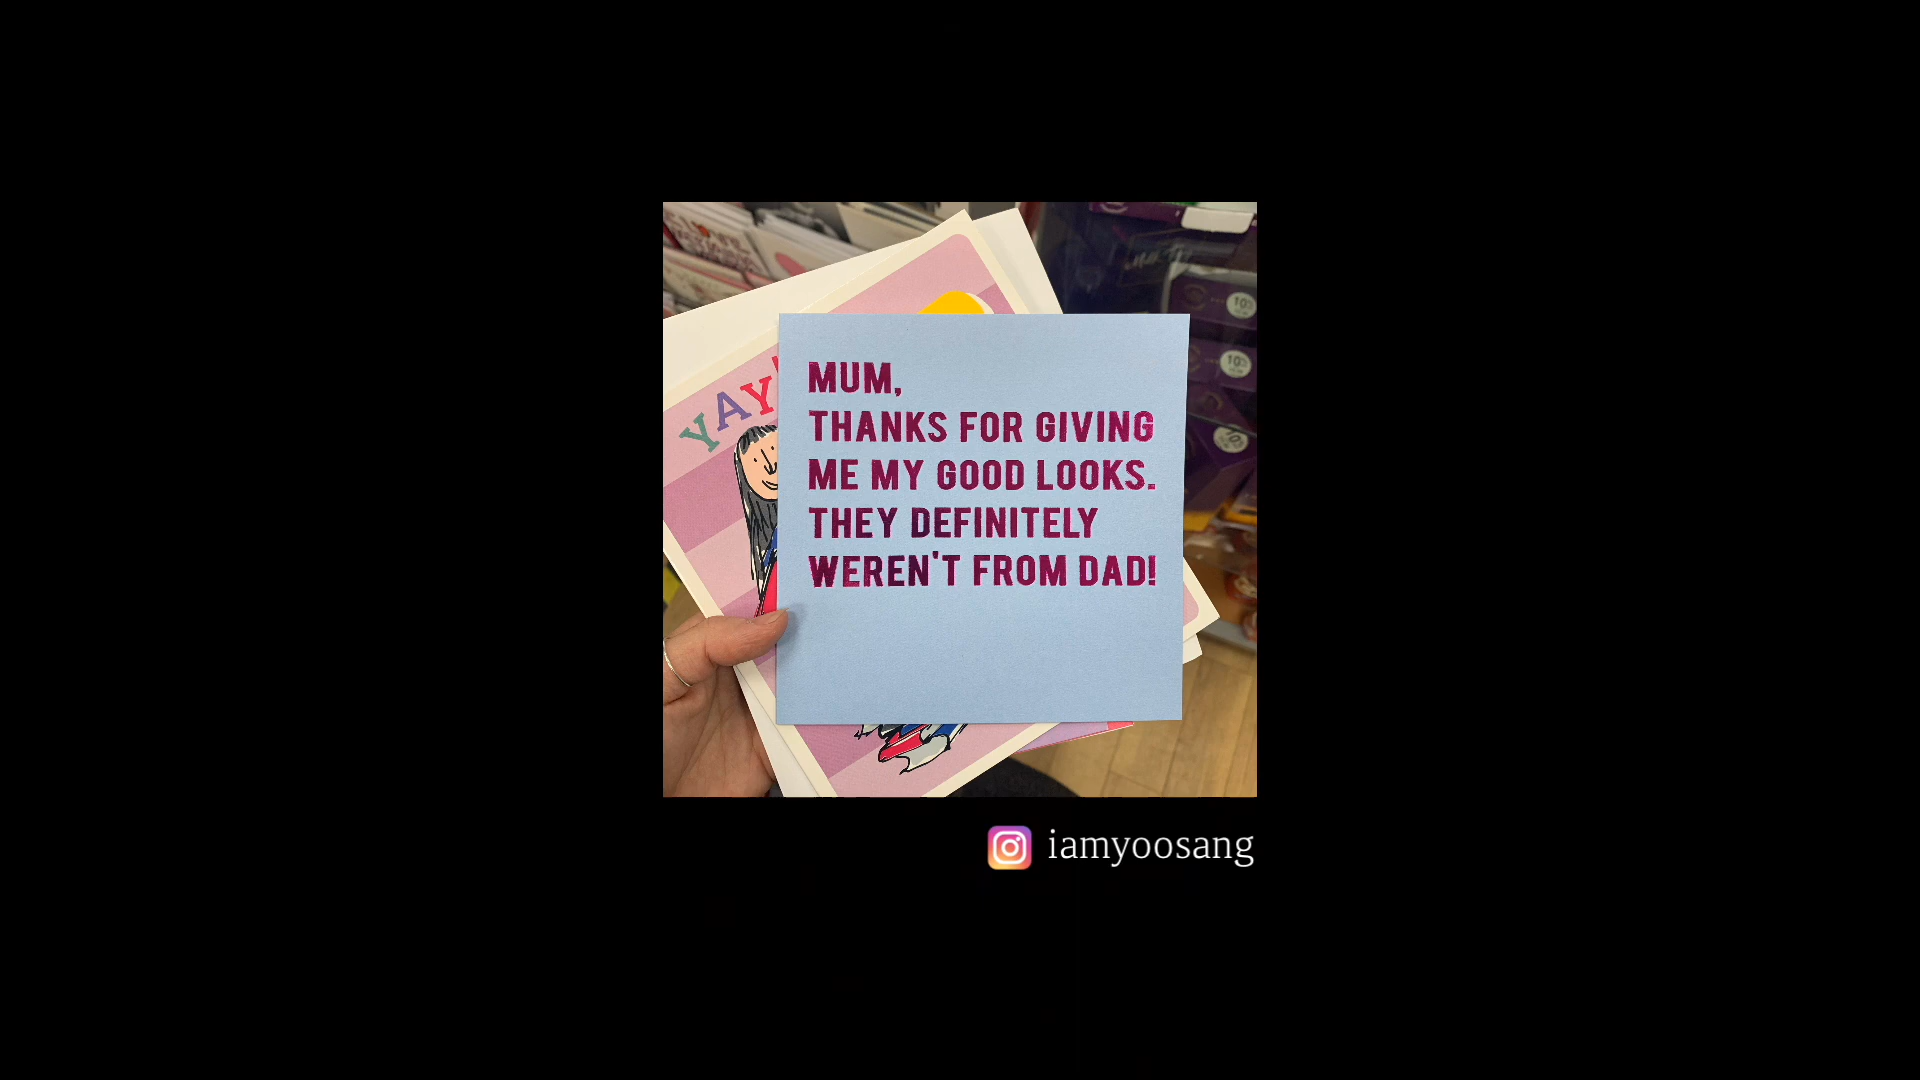 YAY!
MUM,
THANKS FOR GIVING
ME MY GOOD LOOKS.
THEY DEFINITELY
WEREN'T FROM DAD!
iamyoosang